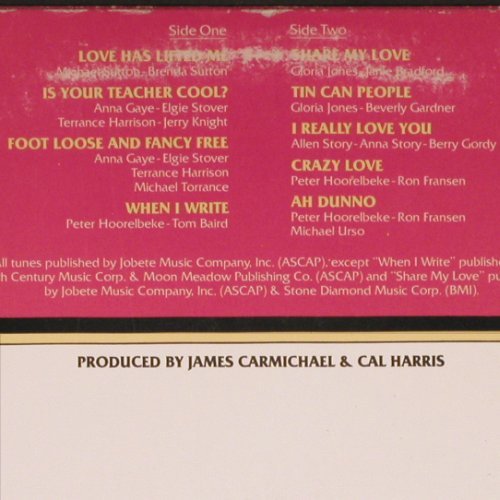 Side One
LOVE HAS LIFTED ME
Michael Sutton - Brenda Sutton
IS YOUR TEACHER COOL?
Anna Gaye - Elgie Stover
Terrance Harrison - Jerry Knight
FOOT LOOSE AND FANCY FREE
Anna Gaye - Elgie Stover
Terrance Harrison
Michael Torrance
WHEN I WRITE
Peter Hoorelbeke - Tom Baird
Side Two
SHARE MY LOVE
Gloria Jones - Janie Bradford
TIN CAN PEOPLE
Gloria Jones - Beverly Gardner
I REALLY LOVE YOU
Allen Story - Anna Story - Berry Gordy
CRAZY LOVE
Peter Hoorelbeke - Ron Fransen
AH DUNNO
Peter Hoorelbeke - Ron Fransen
Michael Urso
All tunes published by Jobete Music Company, Inc. (ASCAP), except "When I Write" publishe
th Century Music Corp. & Moon Meadow Publishing Co. (ASCAP) and "Share My Love" pu
by Jobete Music Company, Inc. (ASCAP) & Stone Diamond Music Corp. (BMI).
PRODUCED BY JAMES CARMICHAEL & CAL HARRIS